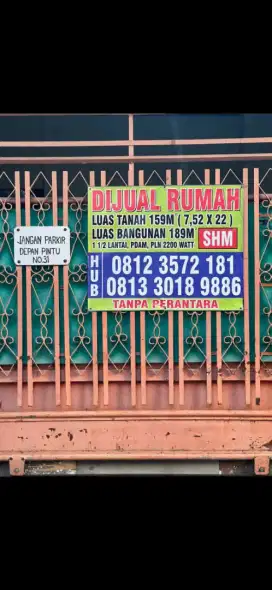 JANGAN PARKIR
DEPAN PINTU
NO.31
DIJUAL RUMAH
LUAS TANAH 159M ( 7,52 X 22 )
LUAS BANGUNAN 189M
1 1/2 LANTAI, PDAM, PLN 2200 WATT
SHM
HUB
0812 3572 181
0813 3018 9886
TANPA PERANTARA